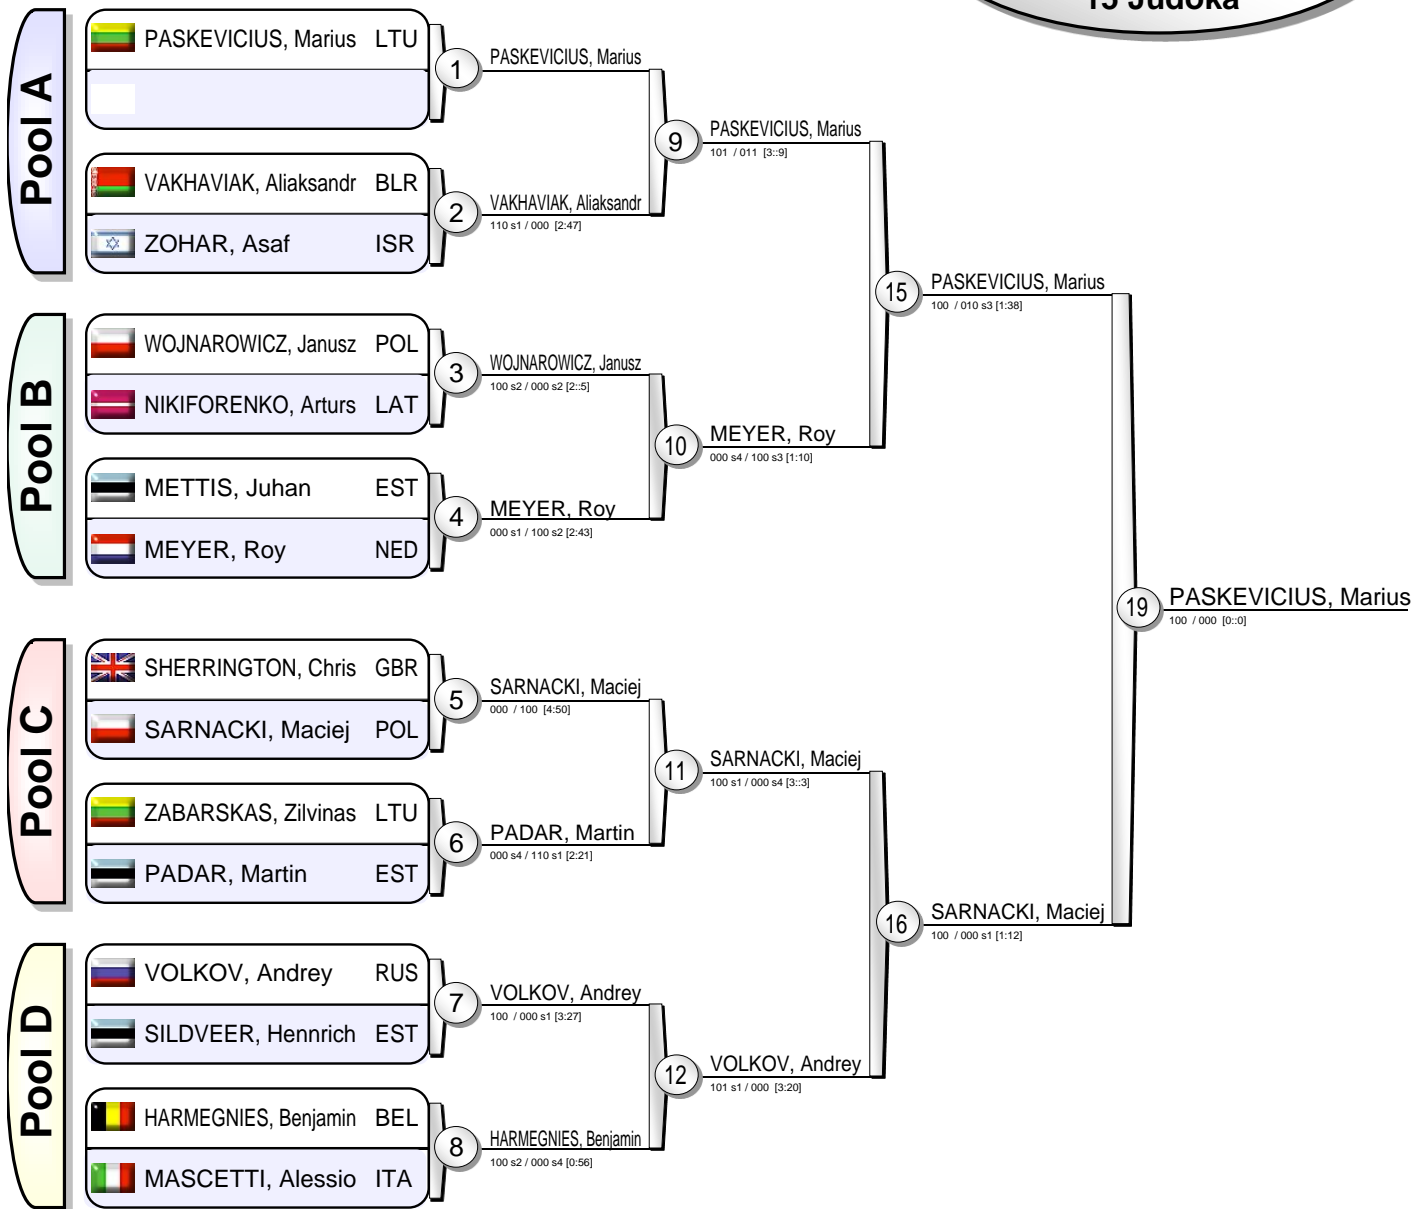 15 Judoka
Pool A
PASKEVICIUS, Marius LTU
VAKHAVIAK, Aliaksandr BLR
ZOHAR, Asaf ISR
Pool B
WOJNAROWICZ, Janusz POL
NIKIFORENKO, Arturs LAT
METTIS, Juhan EST
MEYER, Roy NED
Pool C
SHERRINGTON, Chris GBR
SARNACKI, Maciej POL
ZABARSKAS, Zilvinas LTU
PADAR, Martin EST
Pool D
VOLKOV, Andrey RUS
SILDVEER, Hennrich EST
HARMEGNIES, Benjamin BEL
MASCETTI, Alessio ITA
1
PASKEVICIUS, Marius
2
VAKHAVIAK, Aliaksandr
110 s1 / 000 [2:47]
3
WOJNAROWICZ, Janusz
100 s2 / 000 s2 [2::5]
4
MEYER, Roy
000 s1 / 100 s2 [2:43]
5
SARNACKI, Maciej
000 / 100 [4:50]
6
PADAR, Martin
000 s4 / 110 s1 [2:21]
7
VOLKOV, Andrey
100 / 000 s1 [3:27]
8
HARMEGNIES, Benjamin
100 s2 / 000 s4 [0:56]
9
PASKEVICIUS, Marius
101 / 011 [3::9]
10
MEYER, Roy
000 s4 / 100 s3 [1:10]
11
SARNACKI, Maciej
100 s1 / 000 s4 [3::3]
12
VOLKOV, Andrey
101 s1 / 000 [3:20]
15
PASKEVICIUS, Marius
100 / 010 s3 [1:38]
16
SARNACKI, Maciej
100 / 000 s1 [1:12]
19
PASKEVICIUS, Marius
100 / 000 [0::0]